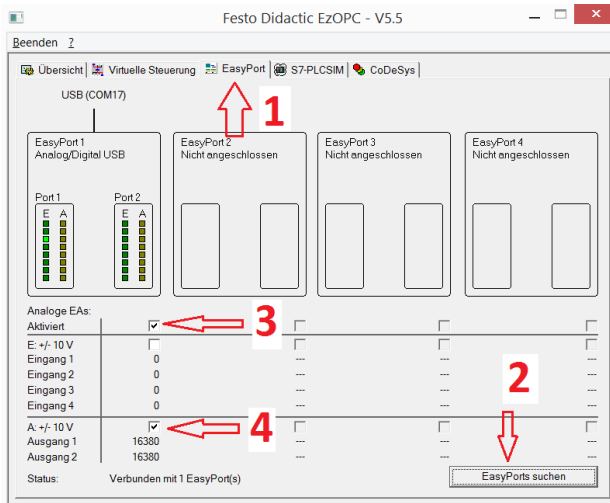 Festo Didactic EzOPC - V5.5
Beenden ?
Übersicht Virtuelle Steuerung EasyPort S7-PLCSIM CoDeSys
USB (COM17)
1
EasyPort 1 EasyPort 2 EasyPort 3 EasyPort 4
Analog/Digital USB Nicht angeschlossen Nicht angeschlossen Nicht angeschlossen
Port 1 Port 2
E A E A
Analoge EAs:
Aktiviert
3
E: +/- 10 V
Eingang 1 0 --- --- ---
Eingang 2 0 --- --- ---
2
Eingang 3 0 --- --- ---
Eingang 4 0 --- --- ---
A: +/- 10 V
4
Ausgang 1 16380 --- --- ---
Ausgang 2 16380 --- --- ---
Status: Verbunden mit 1 EasyPort(s) EasyPorts suchen